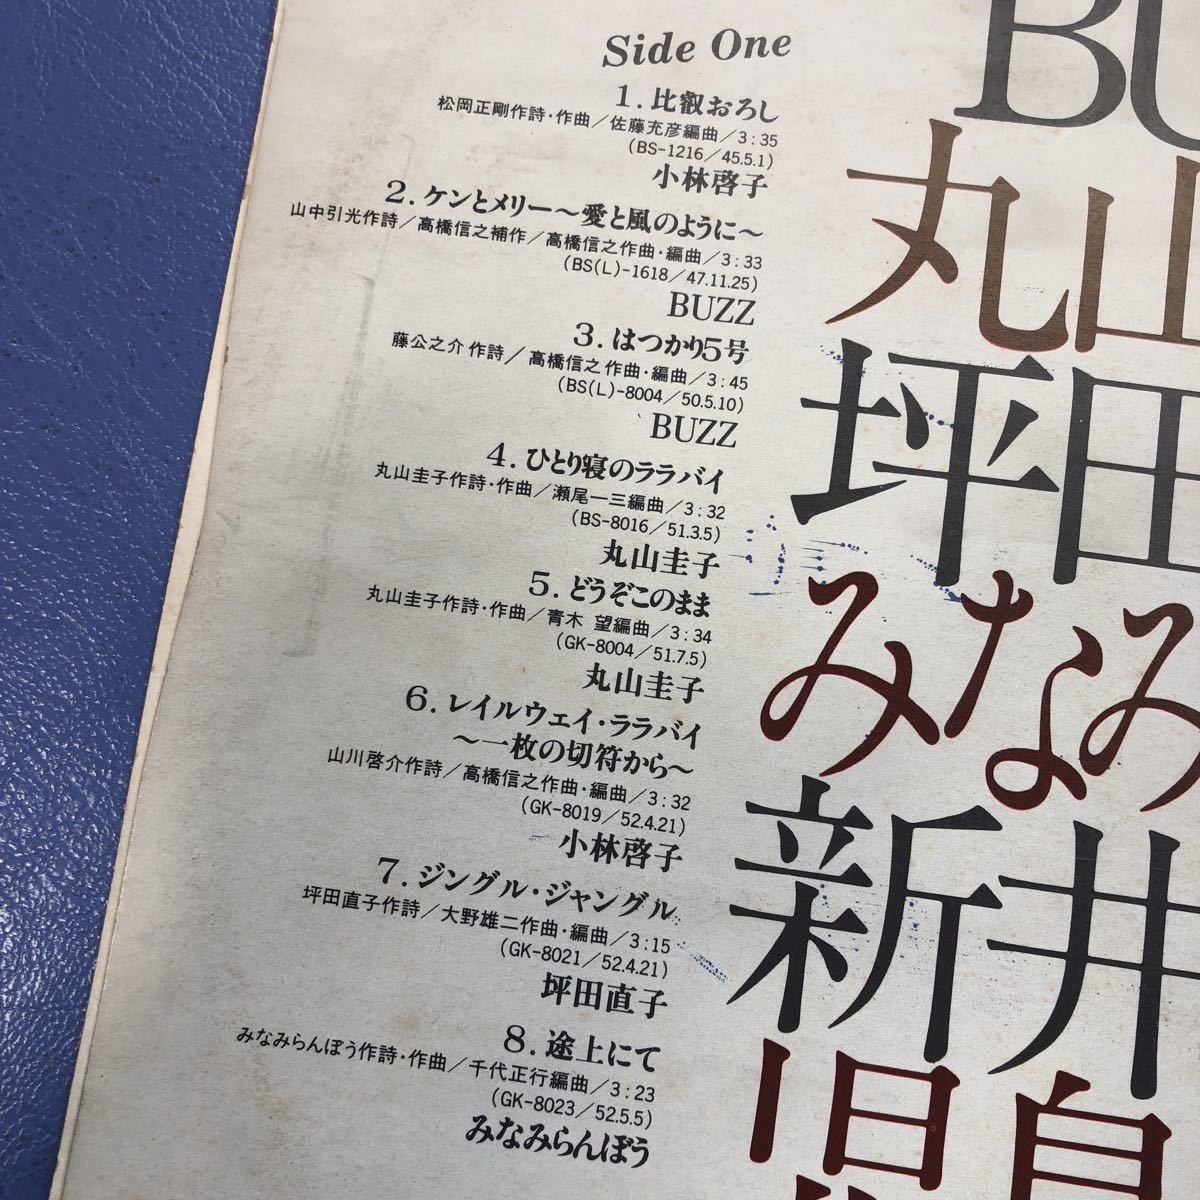 Side One
1. 比叡おろし
松岡正剛作詩・作曲／佐藤充彦編曲／3：35
(BS-1216／45.5.1)
小林啓子
2. ケンとメリー〜愛と風のように〜
山中引光作詩／高橋信之補作／高橋信之作曲・編曲／3：33
(BS(L)-1618／47.11.25)
BUZZ
3. はつかり5号
藤公之介 作詩／高橋信之作曲・編曲／3：45
(BS(L)-8004／50.5.10)
BUZZ
4. ひとり寝のララバイ
丸山圭子作詩・作曲／瀬尾一三編曲／3：32
(BS-8016／51.3.5)
丸山圭子
5. どうぞこのまま
丸山圭子作詩・作曲／青木 望編曲／3：34
(GK-8004／51.7.5)
丸山圭子
6. レイルウェイ・ララバイ
〜一枚の切符から〜
山川啓介作詩／高橋信之作曲・編曲／3：32
(GK-8019／52.4.21)
小林啓子
7. ジングル・ジャングル
坪田直子作詩／大野雄二作曲・編曲／3：15
(GK-8021／52.4.21)
坪田直子
8. 途上にて
みなみらんぼう作詩・作曲／千代正行編曲／3：23
(GK-8023／52.5.5)
みなみらんぼう
BU
丸山
坪田
みなみ
新井